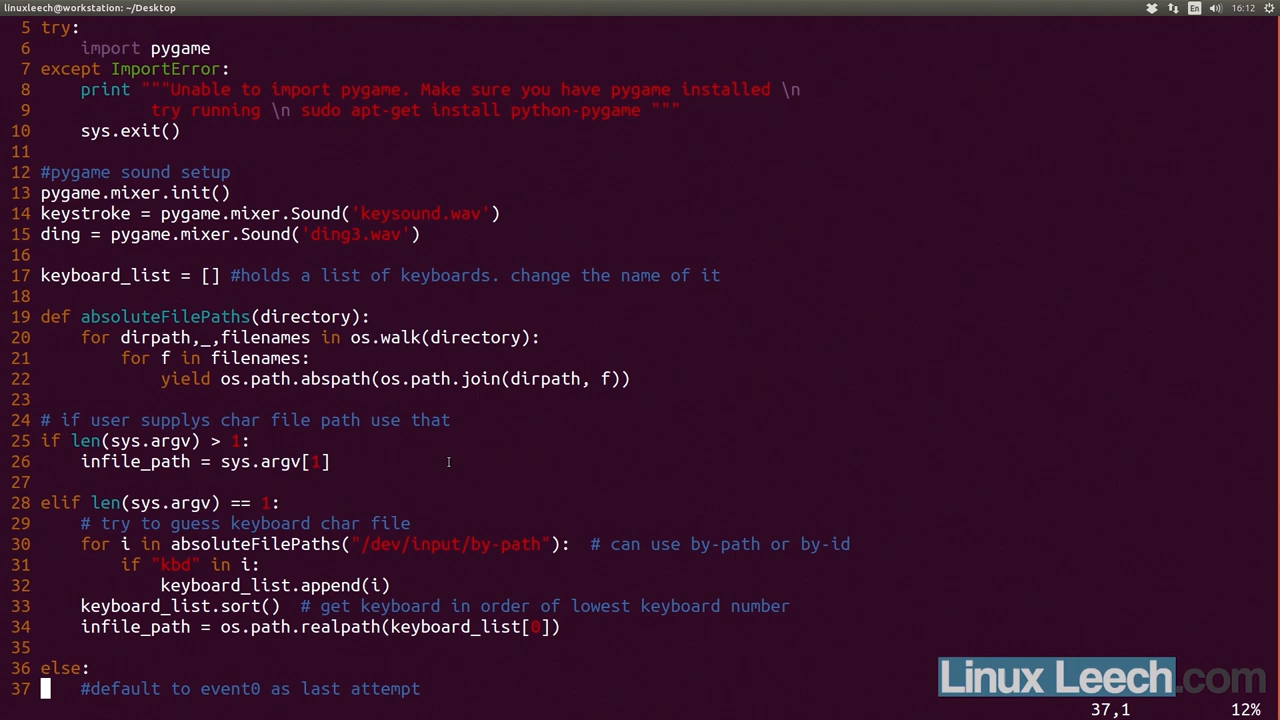 linuxleech@workstation: ~/Desktop
En
16:12
5 try:
6     import pygame
7 except ImportError:
8     print """Unable to import pygame. Make sure you have pygame installed \n
9            try running \n sudo apt-get install python-pygame """
10     sys.exit()
11
12 #pygame sound setup
13 pygame.mixer.init()
14 keystroke = pygame.mixer.Sound('keysound.wav')
15 ding = pygame.mixer.Sound('ding3.wav')
16
17 keyboard_list = [] #holds a list of keyboards. change the name of it
18
19 def absoluteFilePaths(directory):
20     for dirpath,_,filenames in os.walk(directory):
21         for f in filenames:
22             yield os.path.abspath(os.path.join(dirpath, f))
23
24 # if user supplys char file path use that
25 if len(sys.argv) > 1:
26     infile_path = sys.argv[1]
27
28 elif len(sys.argv) == 1:
29     # try to guess keyboard char file
30     for i in absoluteFilePaths("/dev/input/by-path"):  # can use by-path or by-id
31         if "kbd" in i:
32             keyboard_list.append(i)
33     keyboard_list.sort()  # get keyboard in order of lowest keyboard number
34     infile_path = os.path.realpath(keyboard_list[0])
35
36 else:
37     #default to event0 as last attempt
Linux Leech.com
37,1
12%